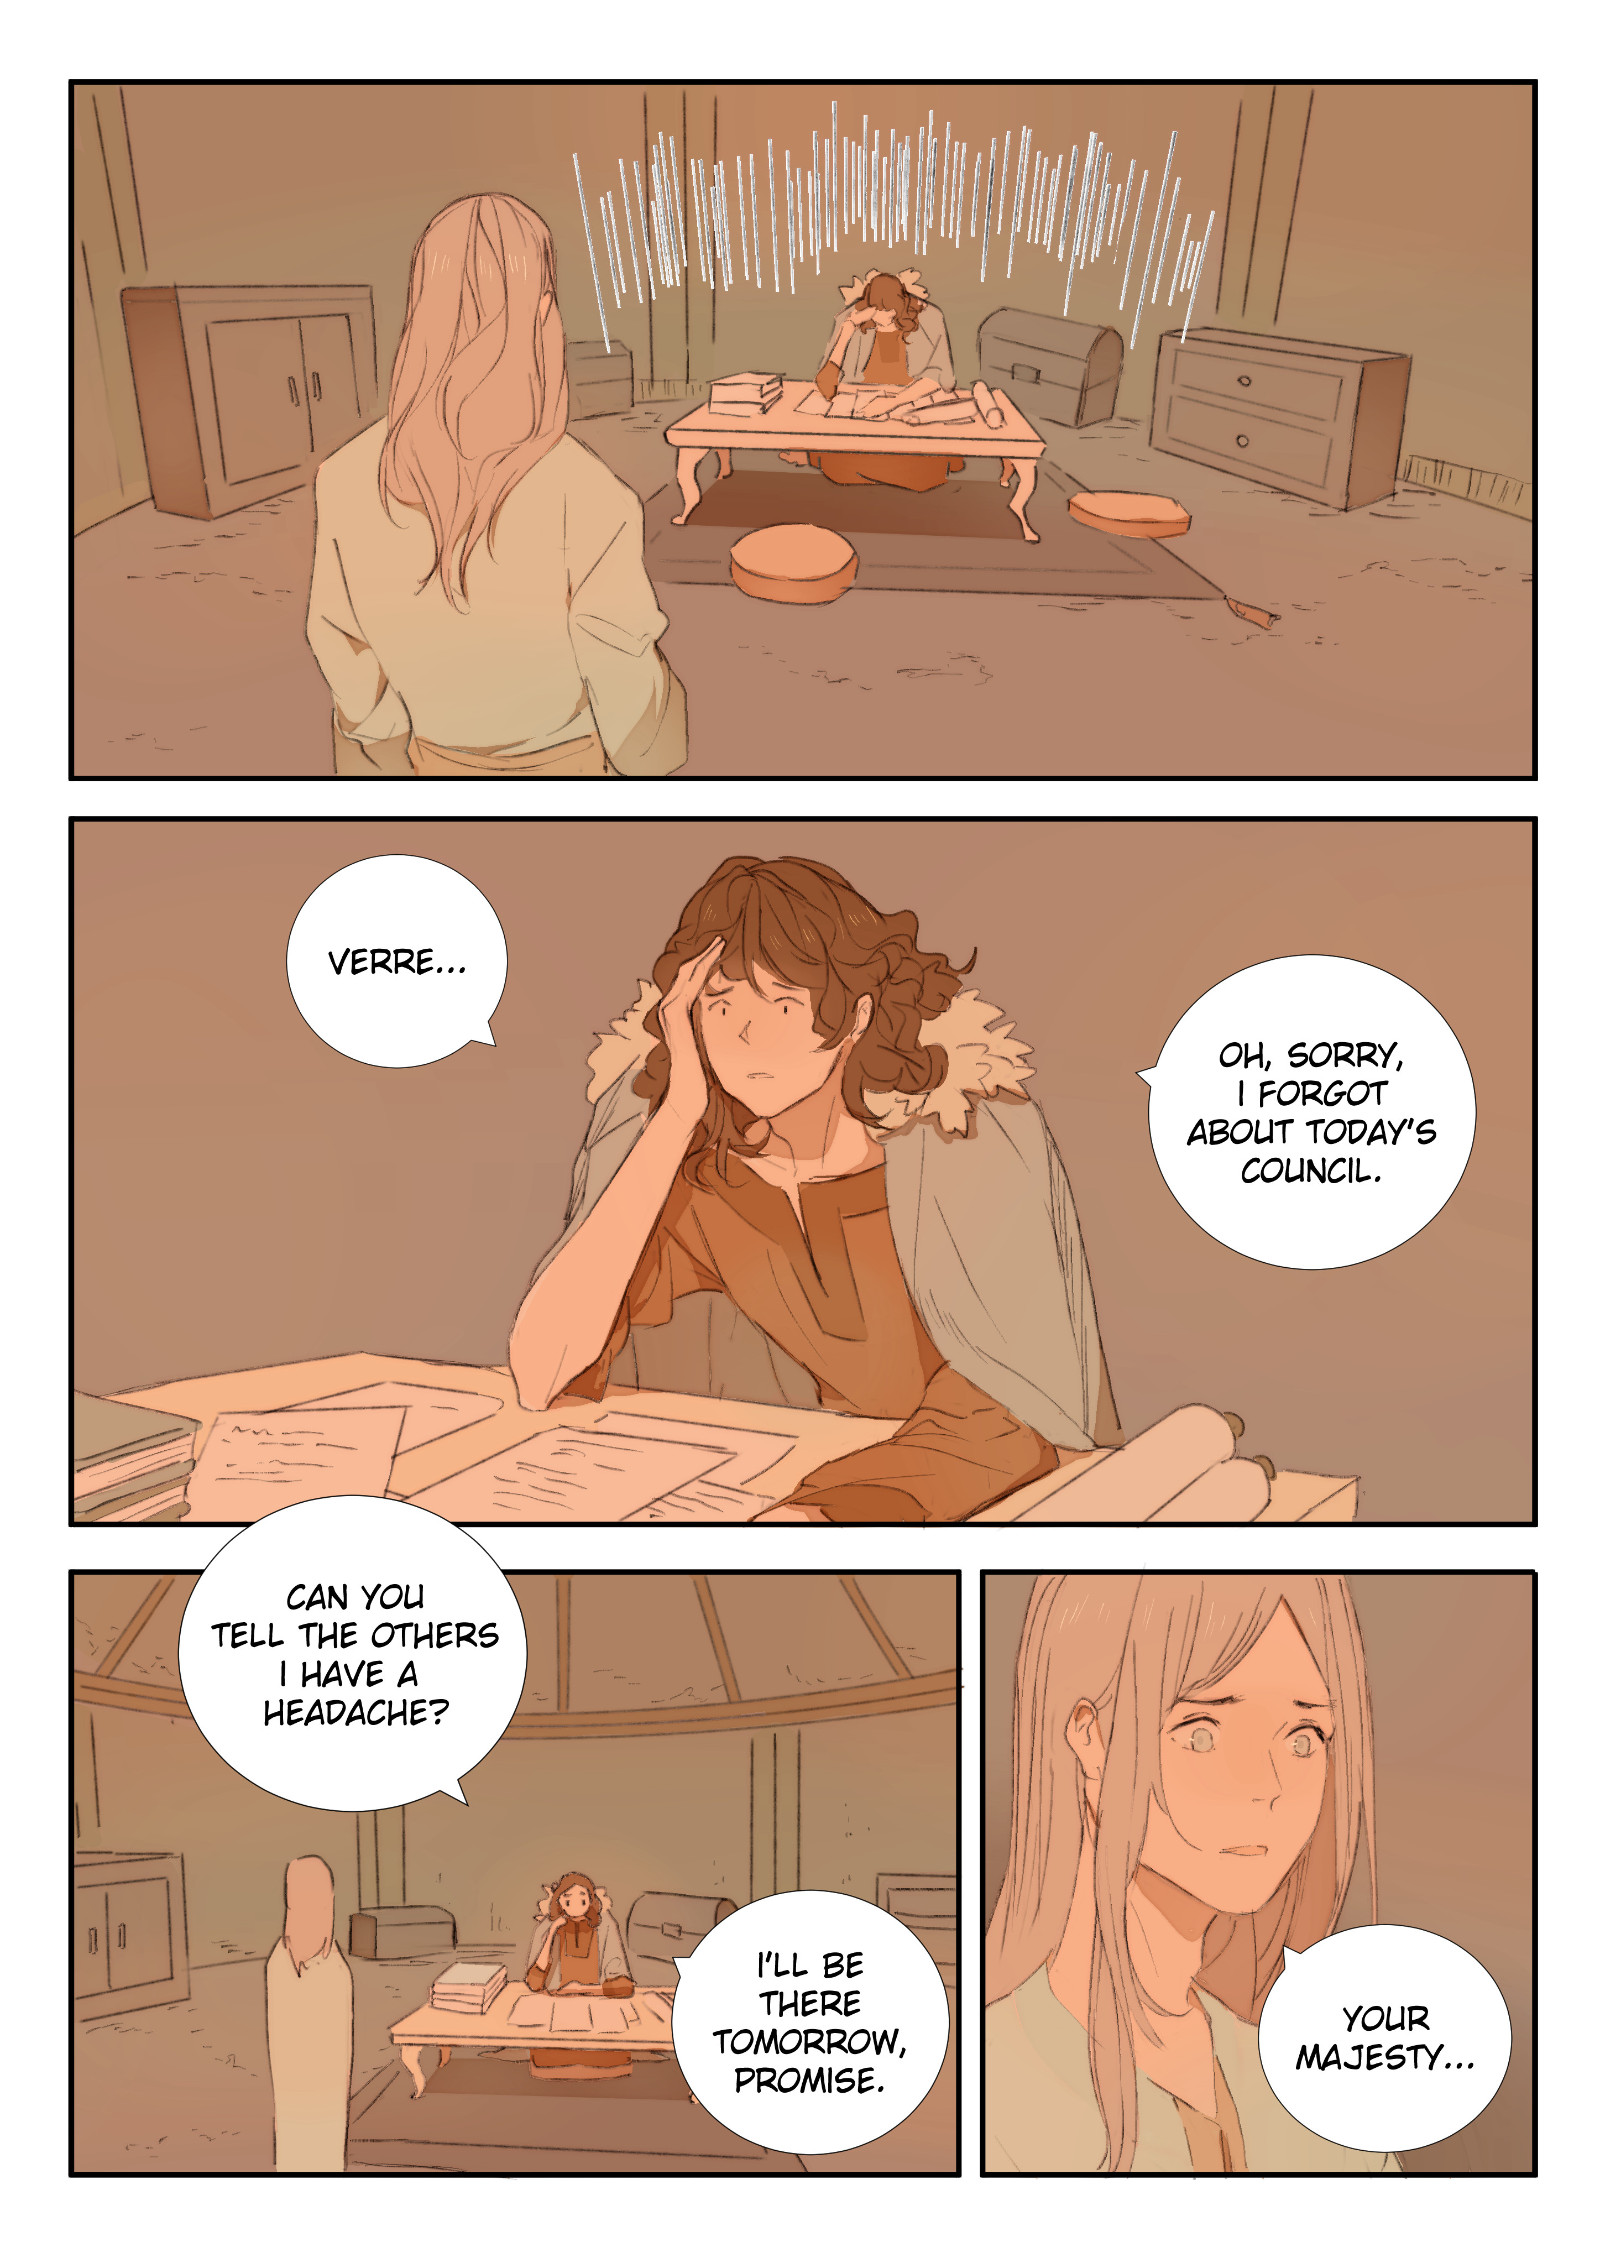 VERRE...
OH, SORRY,
I FORGOT
ABOUT TODAY'S
COUNCIL.
CAN YOU
TELL THE OTHERS
I HAVE A
HEADACHE?
I'LL BE
THERE
TOMORROW,
PROMISE.
YOUR
MAJESTY...